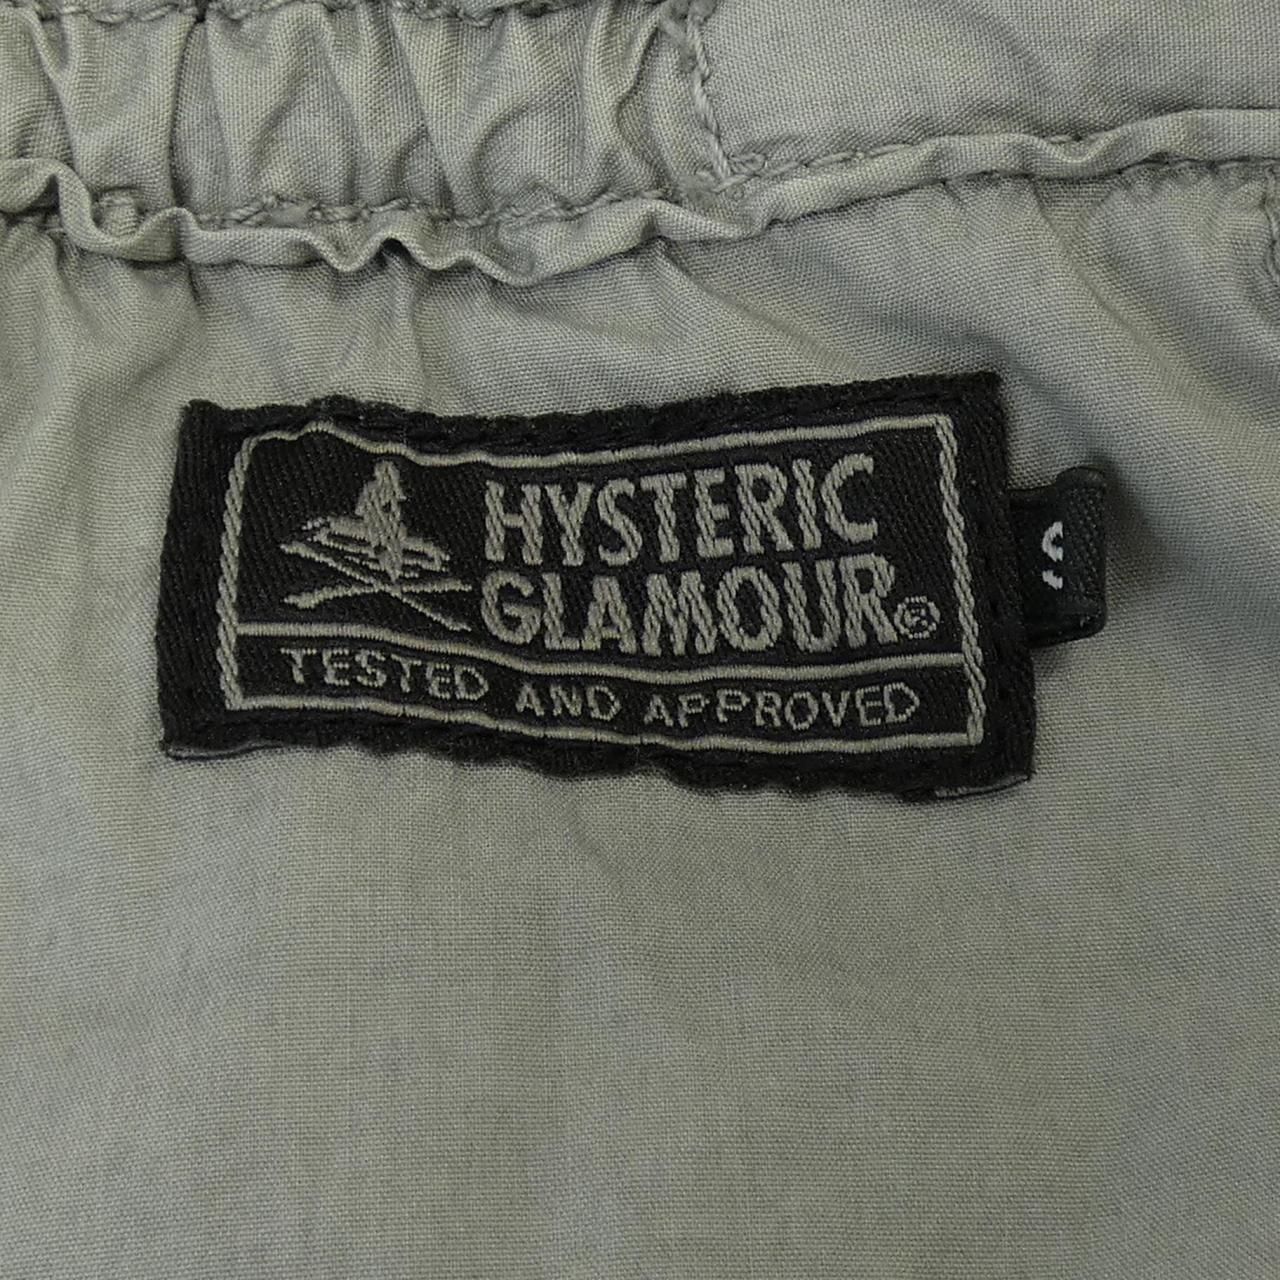 HYSTERIC
GLAMOUR®
TESTED AND APPROVED
S